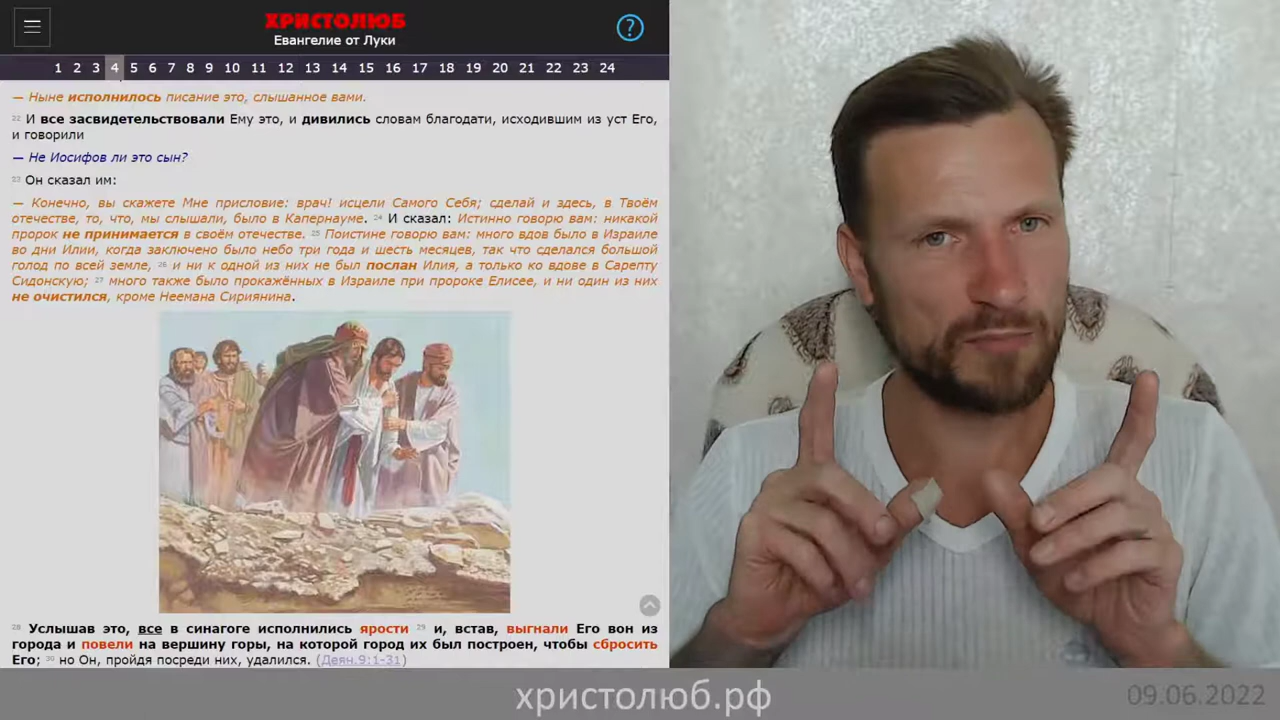 ХРИСТОЛЮБ
Евангелие от Луки
?
1 2 3 4 5 6 7 8 9 10 11 12 13 14 15 16 17 18 19 20 21 22 23 24
— Ныне исполнилось писание это, слышанное вами.
22 И все засвидетельствовали Ему это, и дивились словам благодати, исходившим из уст Его,
и говорили
— Не Иосифов ли это сын?
23 Он сказал им:
— Конечно, вы скажете Мне присловие: врач! исцели Самого Себя; сделай и здесь, в Твоём
отечестве, то, что, мы слышали, было в Капернауме. 24 И сказал: Истинно говорю вам: никакой
пророк не принимается в своём отечестве. 25 Поистине говорю вам: много вдов было в Израиле
во дни Илии, когда заключено было небо три года и шесть месяцев, так что сделался большой
голод по всей земле, 26 и ни к одной из них не был послан Илия, а только ко вдове в Сарепту
Сидонскую; 27 много также было прокажённых в Израиле при пророке Елисее, и ни один из них
не очистился, кроме Неемана Сириянина.
28 Услышав это, все в синагоге исполнились ярости 29 и, встав, выгнали Его вон из
города и повели на вершину горы, на которой город их был построен, чтобы сбросить
Его; 30 но Он, пройдя посреди них, удалился. (Деян.9:1-31)
христолюб.рф
09.06.2022